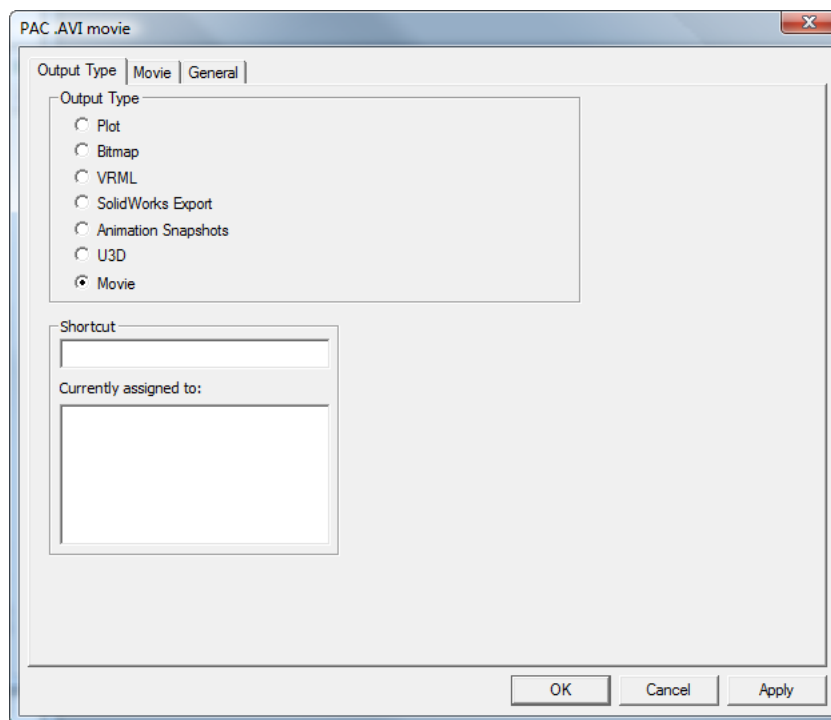 PAC .AVI movie
Output Type
Movie
General
Output Type
Plot
Bitmap
VRML
SolidWorks Export
Animation Snapshots
U3D
Movie
Shortcut
Currently assigned to:
OK
Cancel
Apply